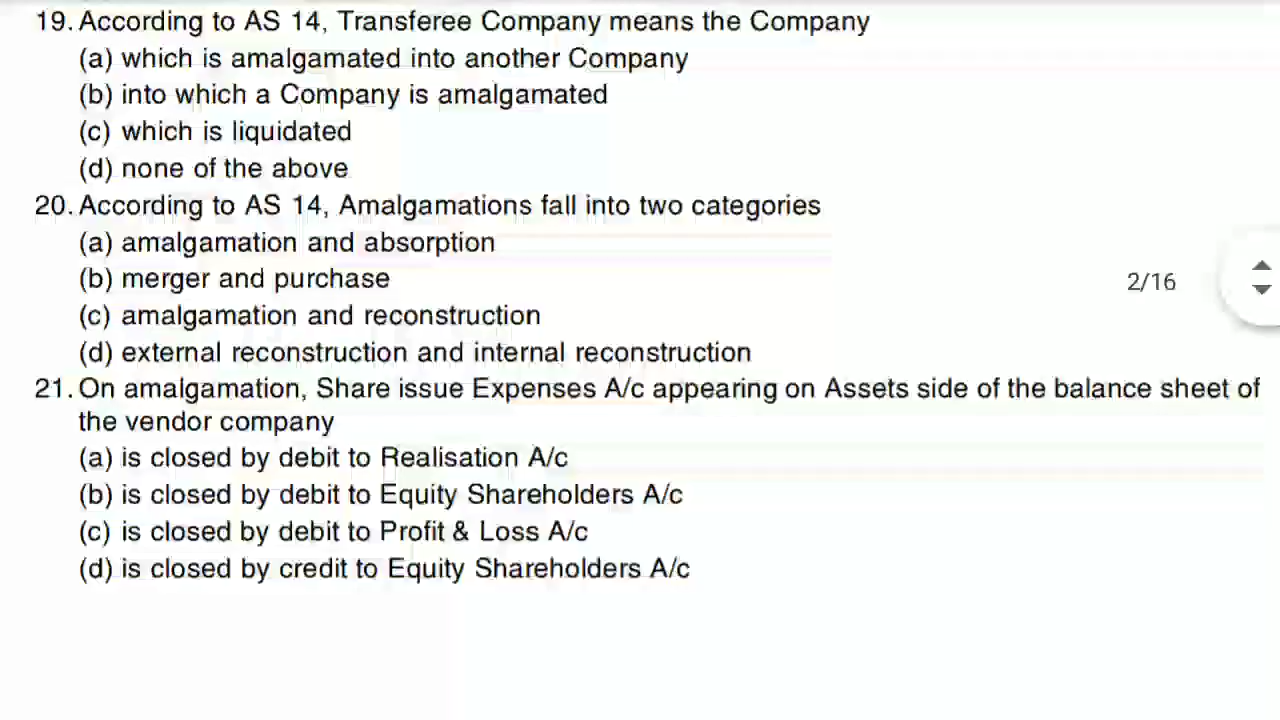 19. According to AS 14, Transferee Company means the Company
(a) which is amalgamated into another Company
(b) into which a Company is amalgamated
(c) which is liquidated
(d) none of the above
20. According to AS 14, Amalgamations fall into two categories
(a) amalgamation and absorption
(b) merger and purchase
2/16
(c) amalgamation and reconstruction
(d) external reconstruction and internal reconstruction
21. On amalgamation, Share issue Expenses A/c appearing on Assets side of the balance sheet of
the vendor company
(a) is closed by debit to Realisation A/c
(b) is closed by debit to Equity Shareholders A/c
(c) is closed by debit to Profit & Loss A/c
(d) is closed by credit to Equity Shareholders A/c